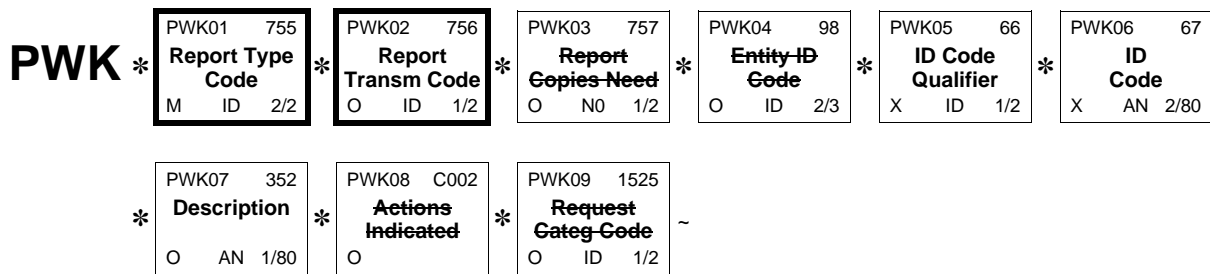 PWK * PWK01 755 * PWK02 756 * PWK03 757 * PWK04 98 * PWK05 66 * PWK06 67
Report Type Report Report Entity ID ID Code ID
Code Transm Code Copies Need Code Qualifier Code
M ID 2/2 O ID 1/2 O N0 1/2 O ID 2/3 X ID 1/2 X AN 2/80
* PWK07 352 * PWK08 C002 * PWK09 1525 ~
Description Actions Request
Indicated Categ Code
O AN 1/80 O O ID 1/2